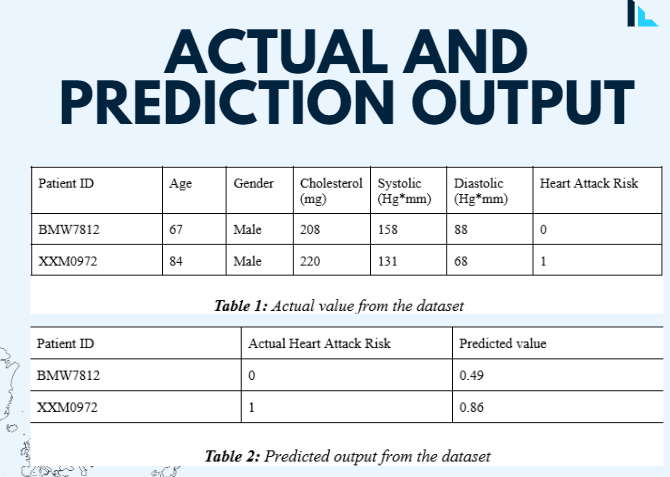 ACTUAL AND
PREDICTION OUTPUT
Patient ID Age Gender Cholesterol (mg) Systolic (Hg*mm) Diastolic (Hg*mm) Heart Attack Risk
BMW7812 67 Male 208 158 88 0
XXM0972 84 Male 220 131 68 1
Table 1: Actual value from the dataset
Patient ID Actual Heart Attack Risk Predicted value
BMW7812 0 0.49
XXM0972 1 0.86
Table 2: Predicted output from the dataset